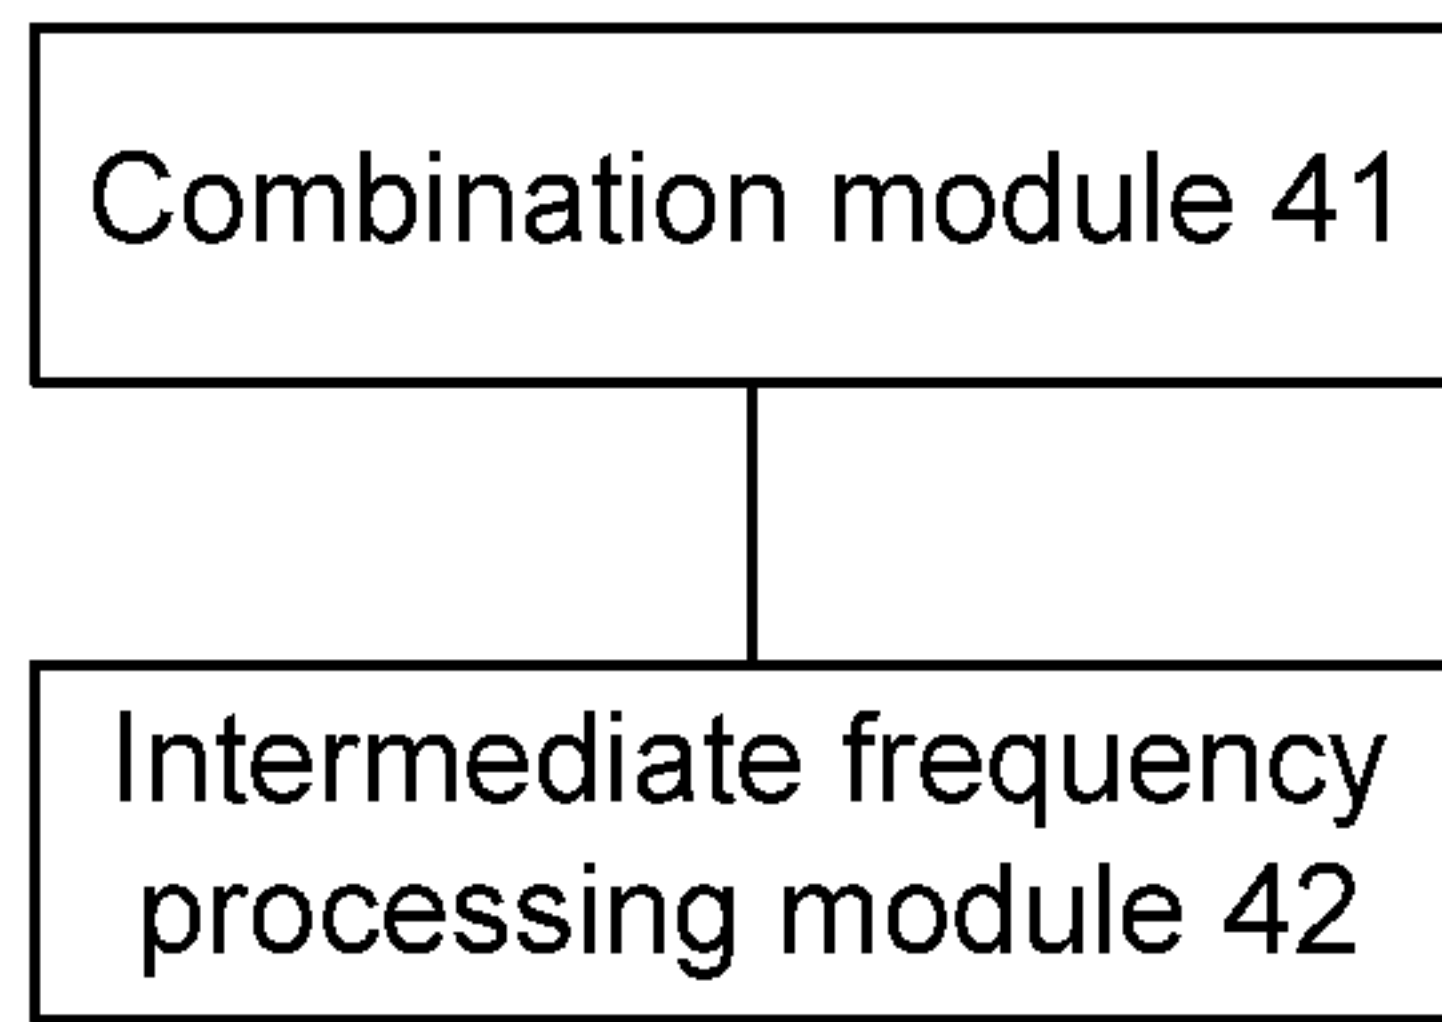 Combination module 41
Intermediate frequency
processing module 42